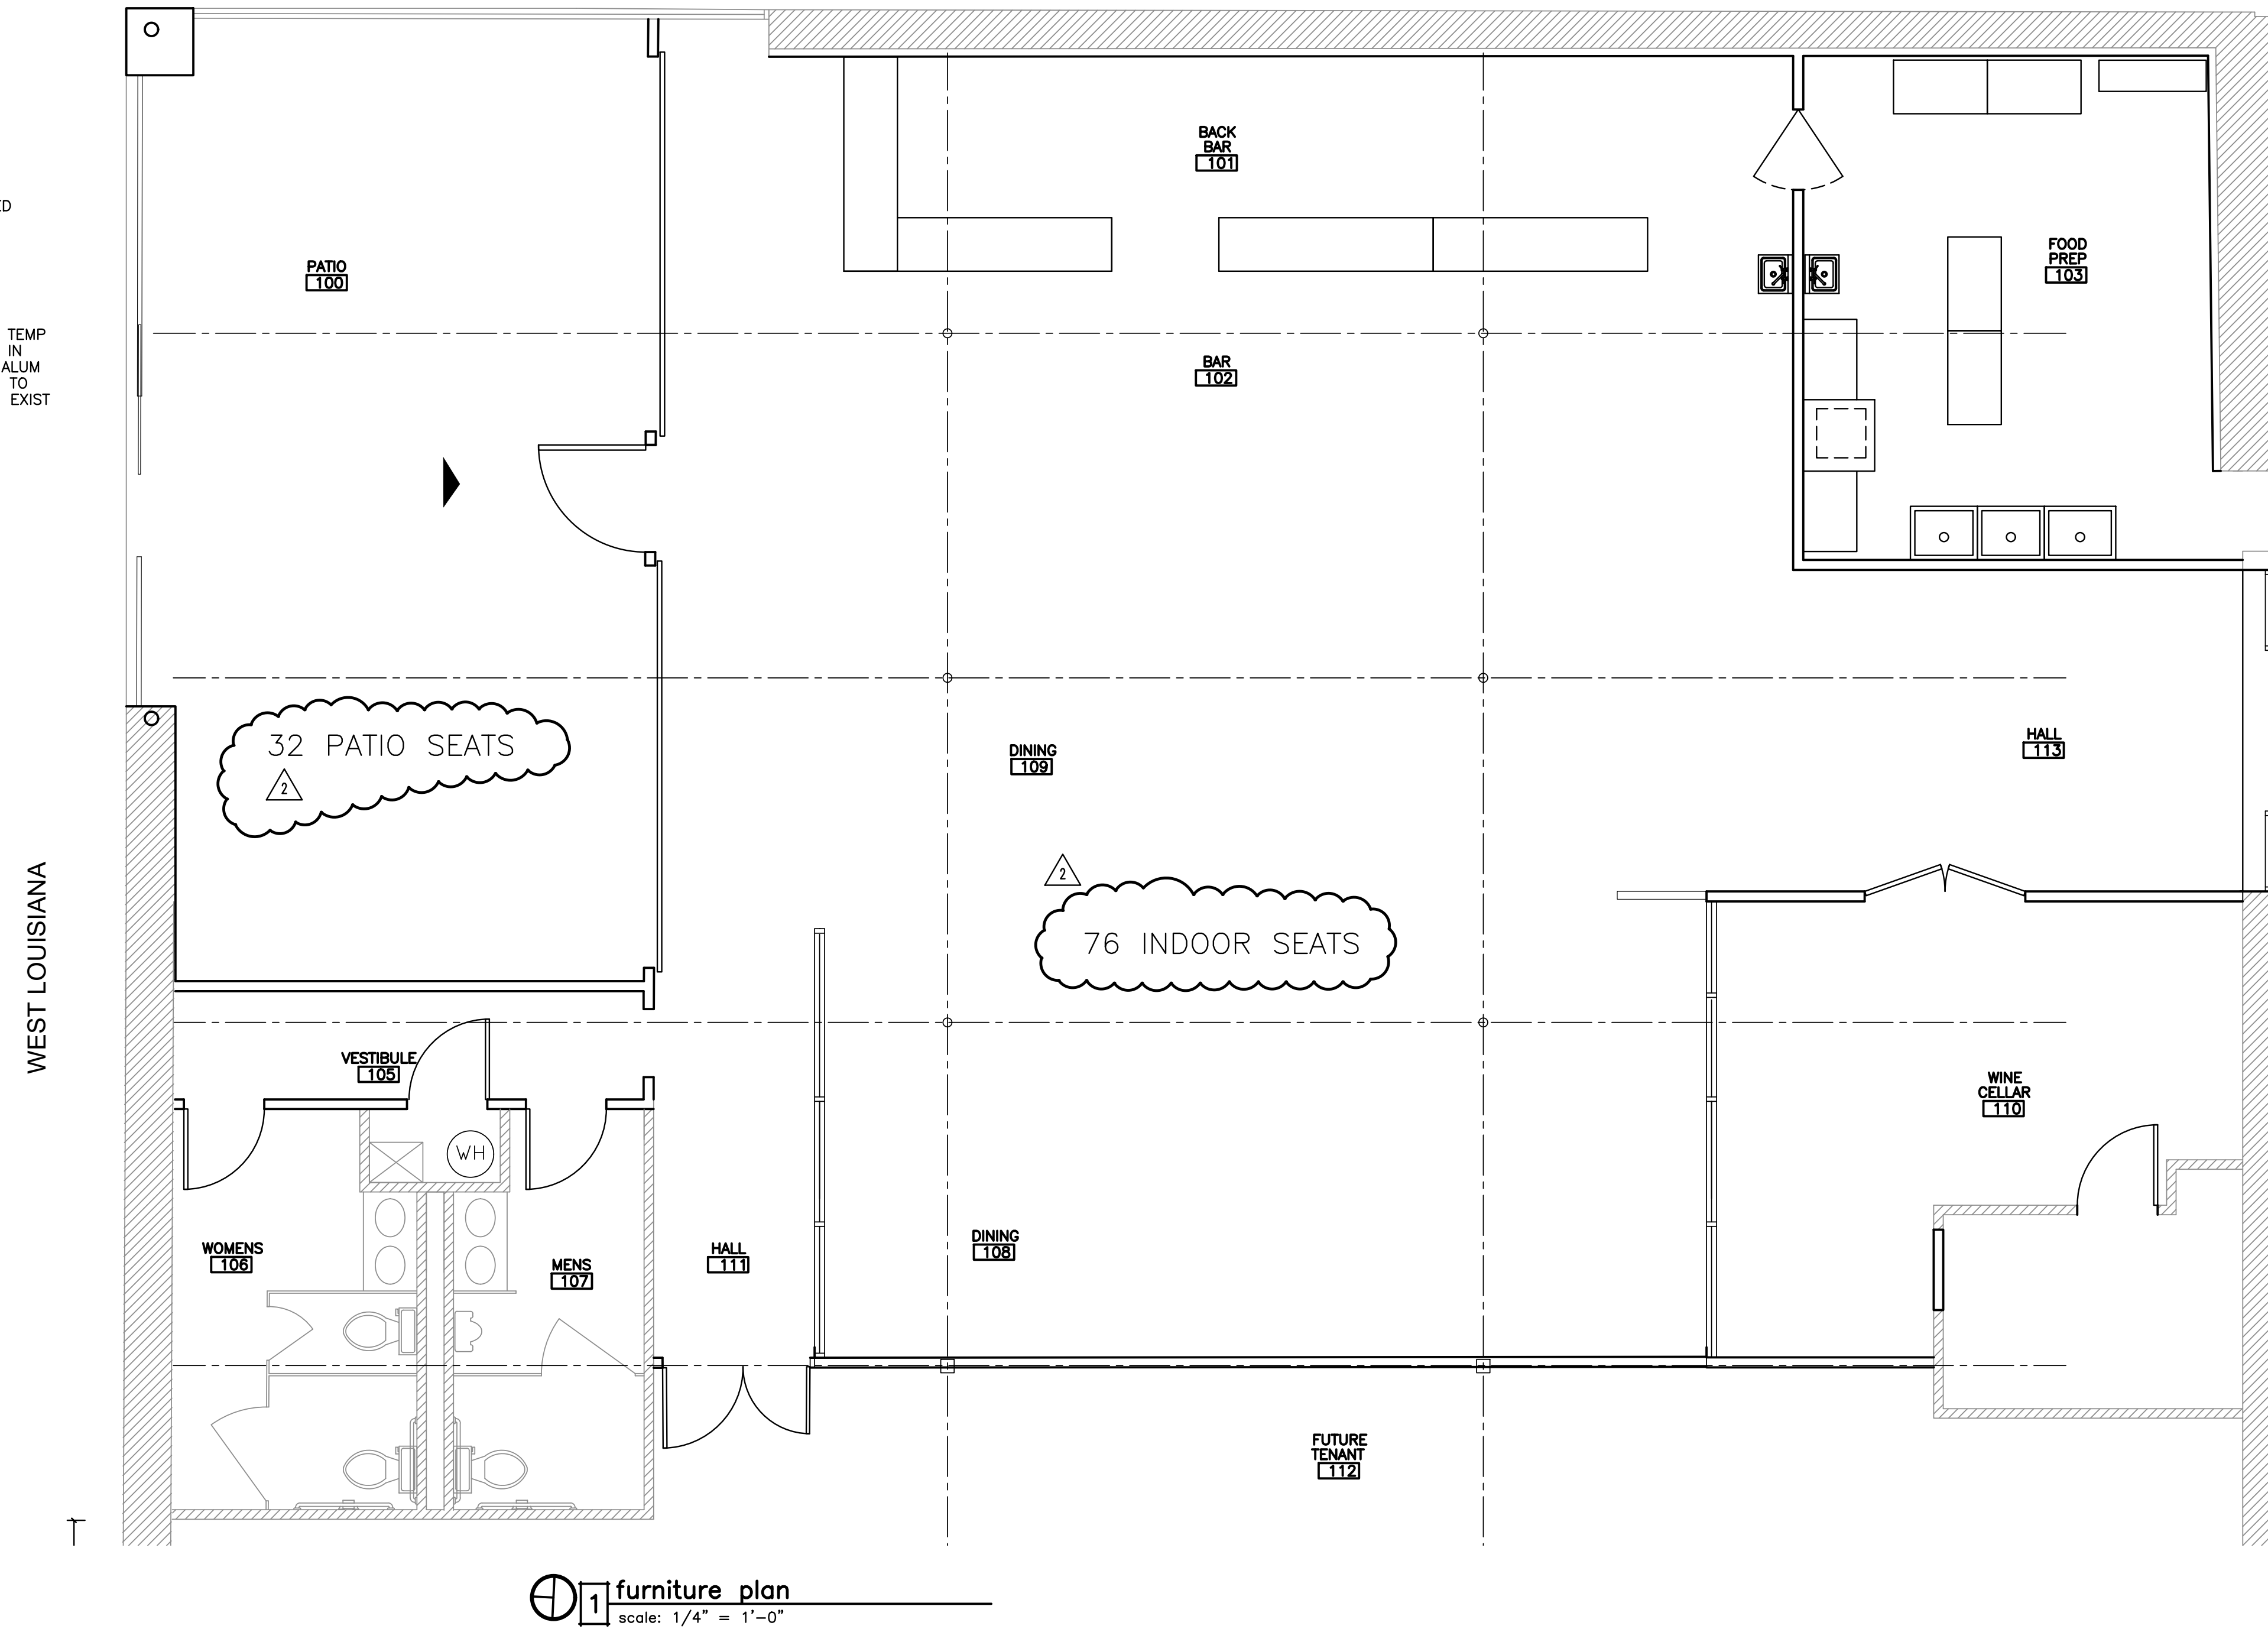 BACK
BAR
101
ED
FOOD
PREP
103
PATIO
100
TEMP
IN
ALUM
TO
EXIST
BAR
102
32 PATIO SEATS
2
DINING
109
HALL
113
2
76 INDOOR SEATS
WEST LOUISIANA
VESTIBULE
105
WINE
CELLAR
110
WH
WOMENS
106
MENS
107
HALL
111
DINING
108
FUTURE
TENANT
112
1
furniture plan
scale: 1/4" = 1'-0"